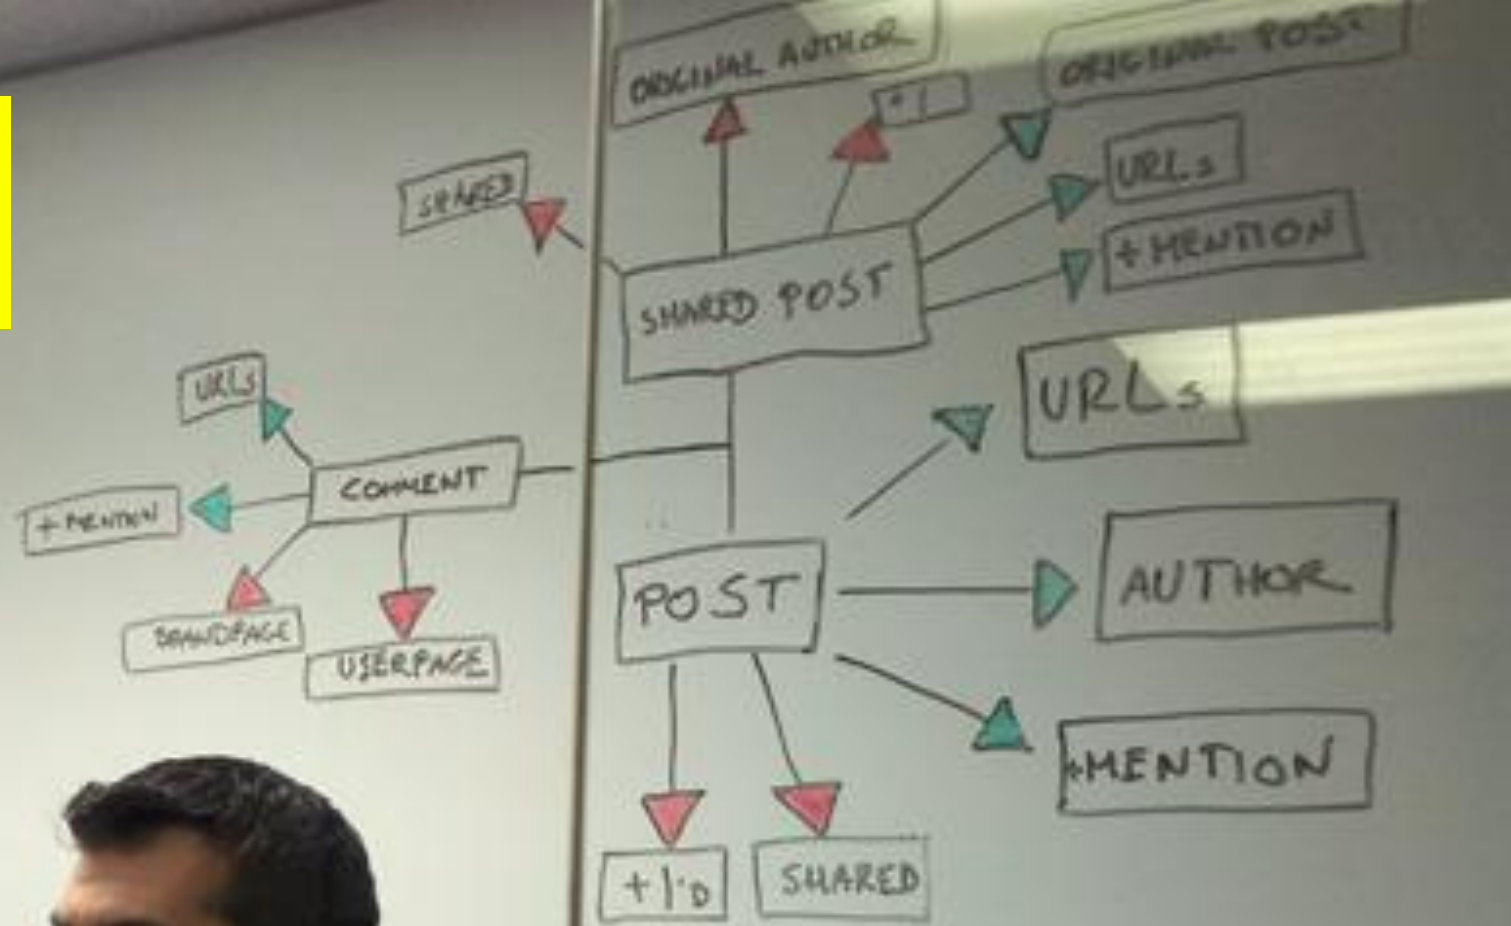 ORIGINAL AUTHOR
+1
ORIGINAL POST
SHARED
URLs
+MENTION
SHARED POST
URLs
URLs
COMMENT
+MENTION
BRANDPAGE
USERPAGE
POST
AUTHOR
+MENTION
+1'D
SHARED